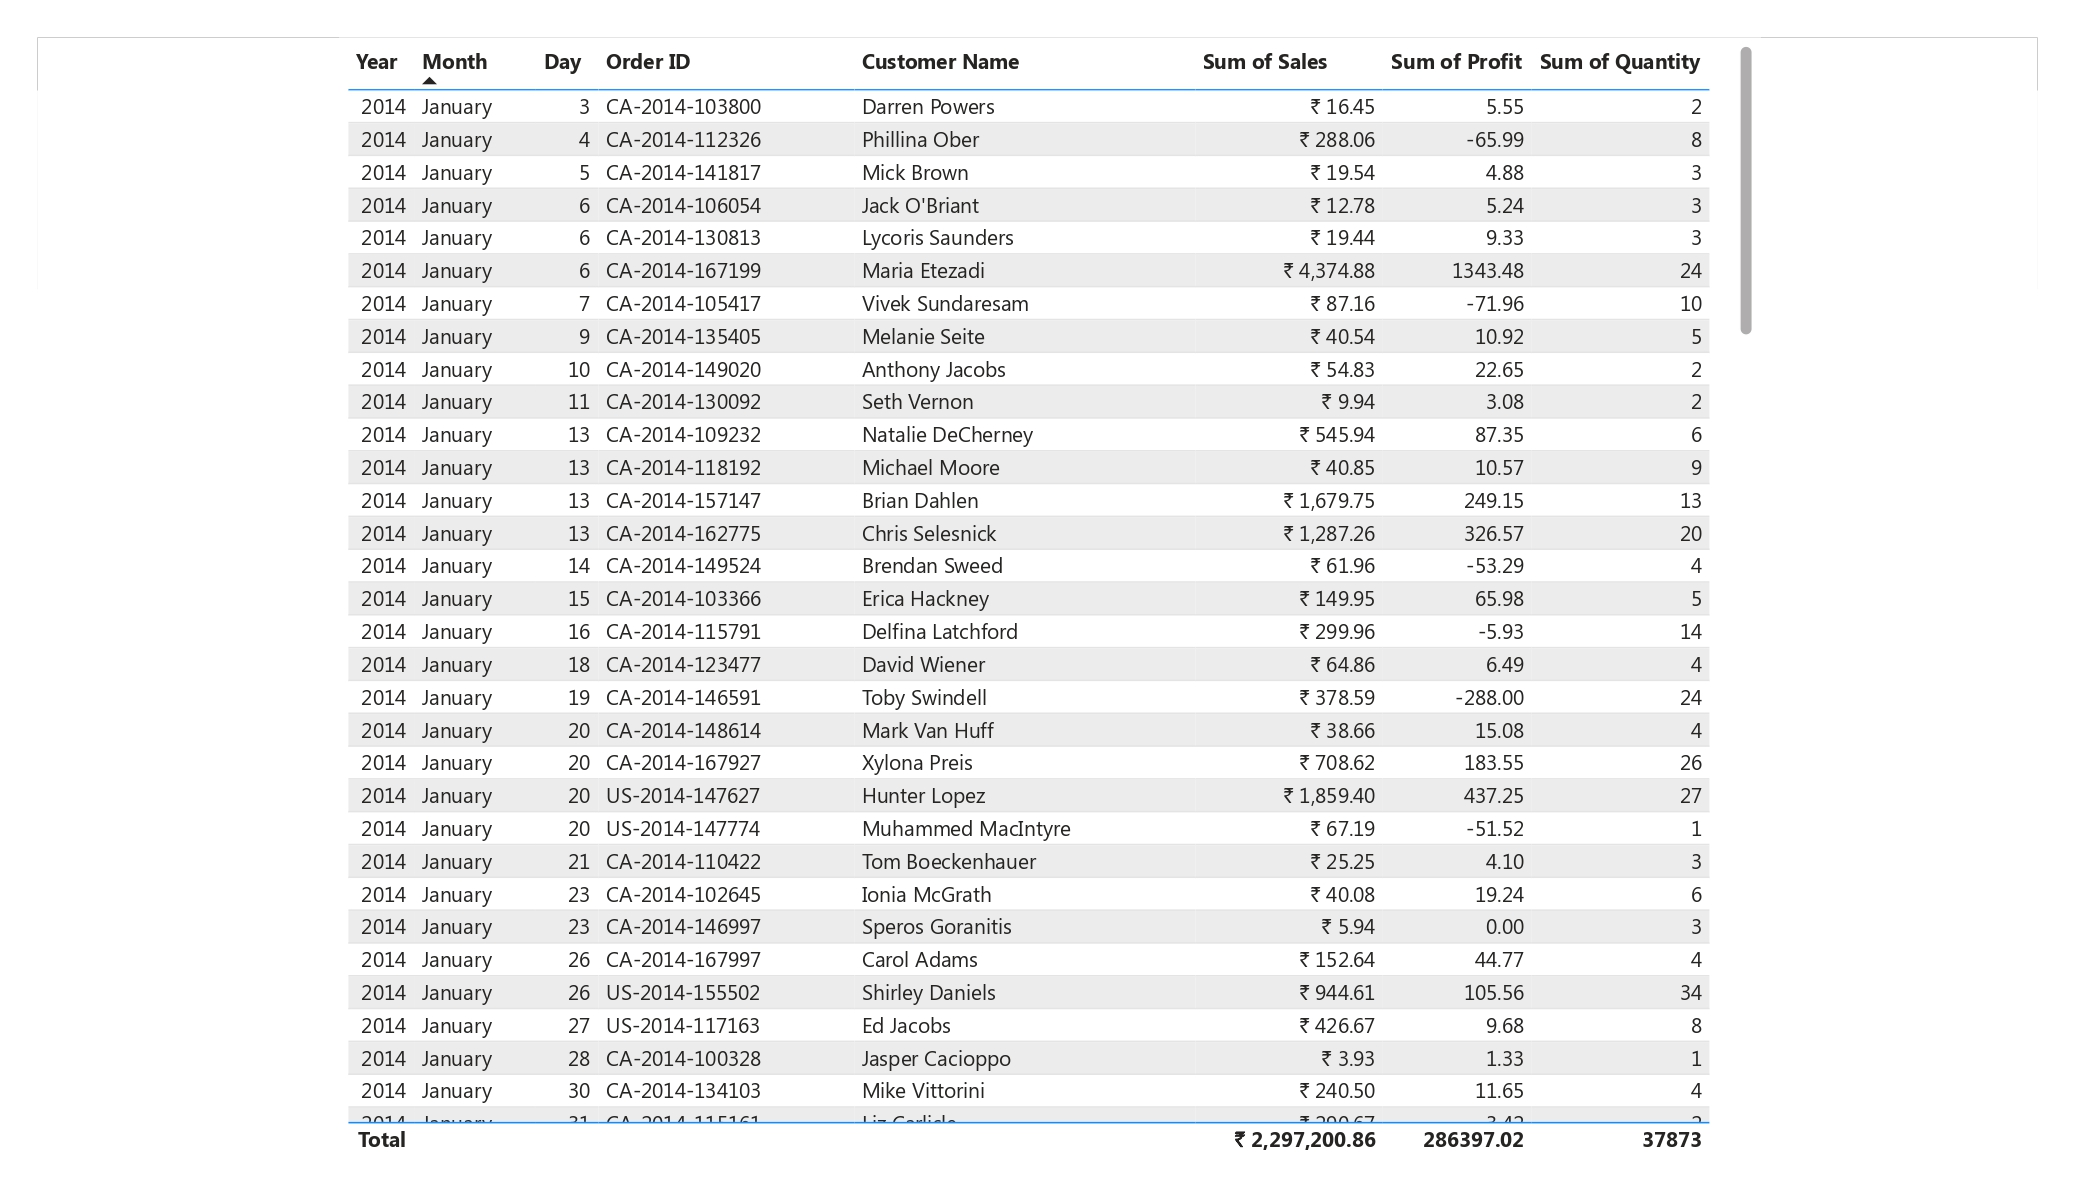 Year Month Day Order ID Customer Name Sum of Sales Sum of Profit Sum of Quantity
2014 January 3 CA-2014-103800 Darren Powers ₹ 16.45 5.55 2
2014 January 4 CA-2014-112326 Phillina Ober ₹ 288.06 -65.99 8
2014 January 5 CA-2014-141817 Mick Brown ₹ 19.54 4.88 3
2014 January 6 CA-2014-106054 Jack O'Briant ₹ 12.78 5.24 3
2014 January 6 CA-2014-130813 Lycoris Saunders ₹ 19.44 9.33 3
2014 January 6 CA-2014-167199 Maria Etezadi ₹ 4,374.88 1343.48 24
2014 January 7 CA-2014-105417 Vivek Sundaresam ₹ 87.16 -71.96 10
2014 January 9 CA-2014-135405 Melanie Seite ₹ 40.54 10.92 5
2014 January 10 CA-2014-149020 Anthony Jacobs ₹ 54.83 22.65 2
2014 January 11 CA-2014-130092 Seth Vernon ₹ 9.94 3.08 2
2014 January 13 CA-2014-109232 Natalie DeCherney ₹ 545.94 87.35 6
2014 January 13 CA-2014-118192 Michael Moore ₹ 40.85 10.57 9
2014 January 13 CA-2014-157147 Brian Dahlen ₹ 1,679.75 249.15 13
2014 January 13 CA-2014-162775 Chris Selesnick ₹ 1,287.26 326.57 20
2014 January 14 CA-2014-149524 Brendan Sweed ₹ 61.96 -53.29 4
2014 January 15 CA-2014-103366 Erica Hackney ₹ 149.95 65.98 5
2014 January 16 CA-2014-115791 Delfina Latchford ₹ 299.96 -5.93 14
2014 January 18 CA-2014-123477 David Wiener ₹ 64.86 6.49 4
2014 January 19 CA-2014-146591 Toby Swindell ₹ 378.59 -288.00 24
2014 January 20 CA-2014-148614 Mark Van Huff ₹ 38.66 15.08 4
2014 January 20 CA-2014-167927 Xylona Preis ₹ 708.62 183.55 26
2014 January 20 US-2014-147627 Hunter Lopez ₹ 1,859.40 437.25 27
2014 January 20 US-2014-147774 Muhammed MacIntyre ₹ 67.19 -51.52 1
2014 January 21 CA-2014-110422 Tom Boeckenhauer ₹ 25.25 4.10 3
2014 January 23 CA-2014-102645 Ionia McGrath ₹ 40.08 19.24 6
2014 January 23 CA-2014-146997 Speros Goranitis ₹ 5.94 0.00 3
2014 January 26 CA-2014-167997 Carol Adams ₹ 152.64 44.77 4
2014 January 26 US-2014-155502 Shirley Daniels ₹ 944.61 105.56 34
2014 January 27 US-2014-117163 Ed Jacobs ₹ 426.67 9.68 8
2014 January 28 CA-2014-100328 Jasper Cacioppo ₹ 3.93 1.33 1
2014 January 30 CA-2014-134103 Mike Vittorini ₹ 240.50 11.65 4
2014 January 31
Total ₹ 2,297,200.86 286397.02 37873